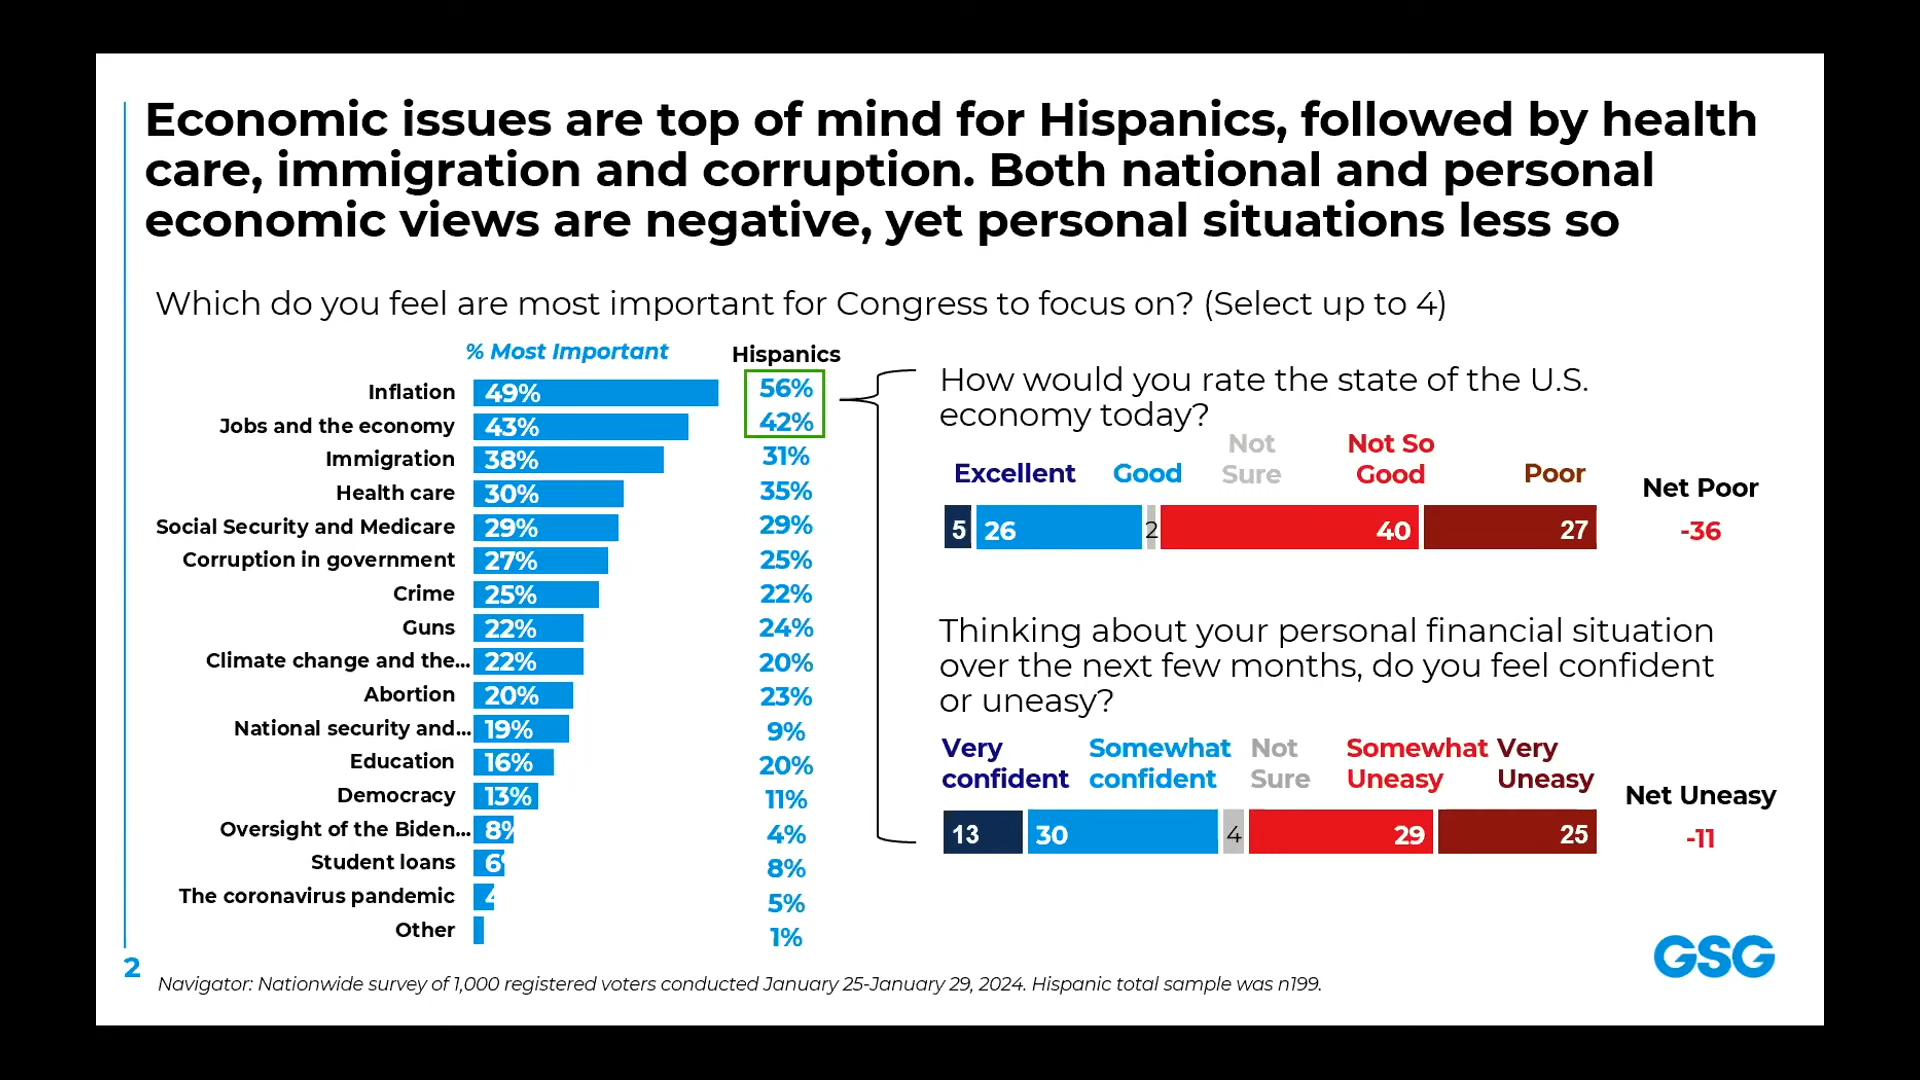 Economic issues are top of mind for Hispanics, followed by health
care, immigration and corruption. Both national and personal
economic views are negative, yet personal situations less so
Which do you feel are most important for Congress to focus on? (Select up to 4)
% Most Important Hispanics
Inflation 49% 56%
Jobs and the economy 43% 42%
Immigration 38% 31%
Health care 30% 35%
Social Security and Medicare 29% 29%
Corruption in government 27% 25%
Crime 25% 22%
Guns 22% 24%
Climate change and the... 22% 20%
Abortion 20% 23%
National security and... 19% 9%
Education 16% 20%
Democracy 13% 11%
Oversight of the Biden... 8% 4%
Student loans 6 8%
The coronavirus pandemic 4 5%
Other 1%
How would you rate the state of the U.S.
economy today?
Excellent Good Not Sure Not So Good Poor Net Poor
5 26 2 40 27 -36
Thinking about your personal financial situation
over the next few months, do you feel confident
or uneasy?
Very confident Somewhat confident Not Sure Somewhat Uneasy Very Uneasy Net Uneasy
13 30 4 29 25 -11
2
Navigator: Nationwide survey of 1,000 registered voters conducted January 25-January 29, 2024. Hispanic total sample was n199.
GSG